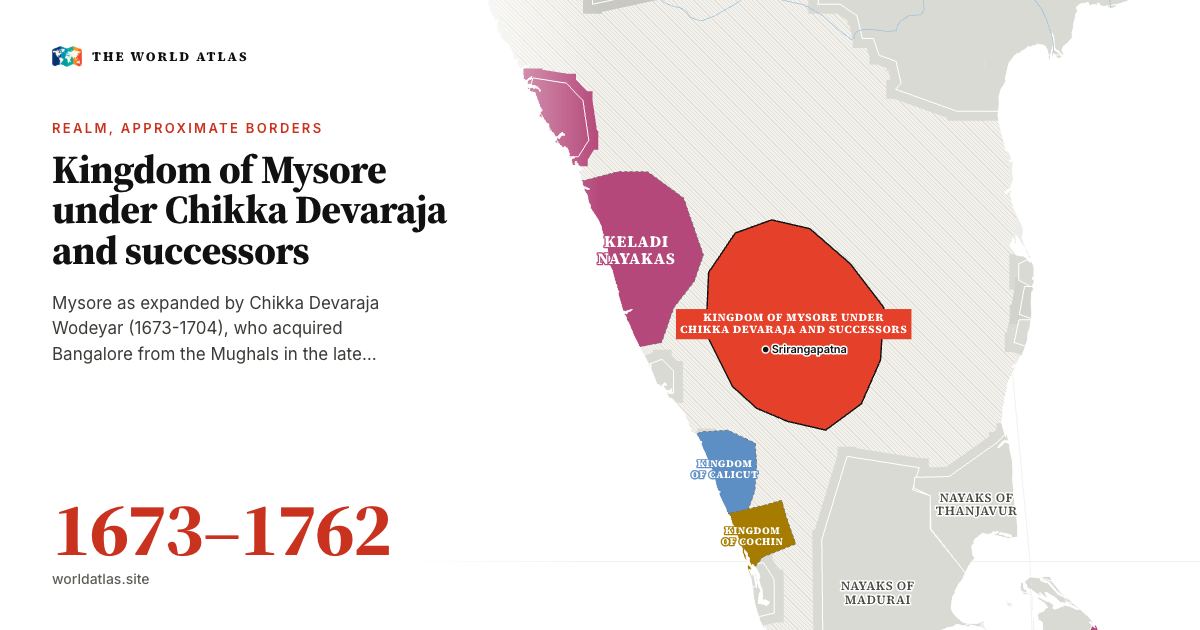 THE WORLD ATLAS
REALM, APPROXIMATE BORDERS
Kingdom of Mysore
under Chikka Devaraja
and successors
Mysore as expanded by Chikka Devaraja
Wodeyar (1673-1704), who acquired
Bangalore from the Mughals in the late...
1673–1762
worldatlas.site
KELADI
NAYAKAS
KINGDOM OF MYSORE UNDER
CHIKKA DEVARAJA AND SUCCESSORS
Srirangapatna
KINGDOM
OF CALICUT
KINGDOM
OF COCHIN
NAYAKS OF
THANJAVUR
NAYAKS OF
MADURAI